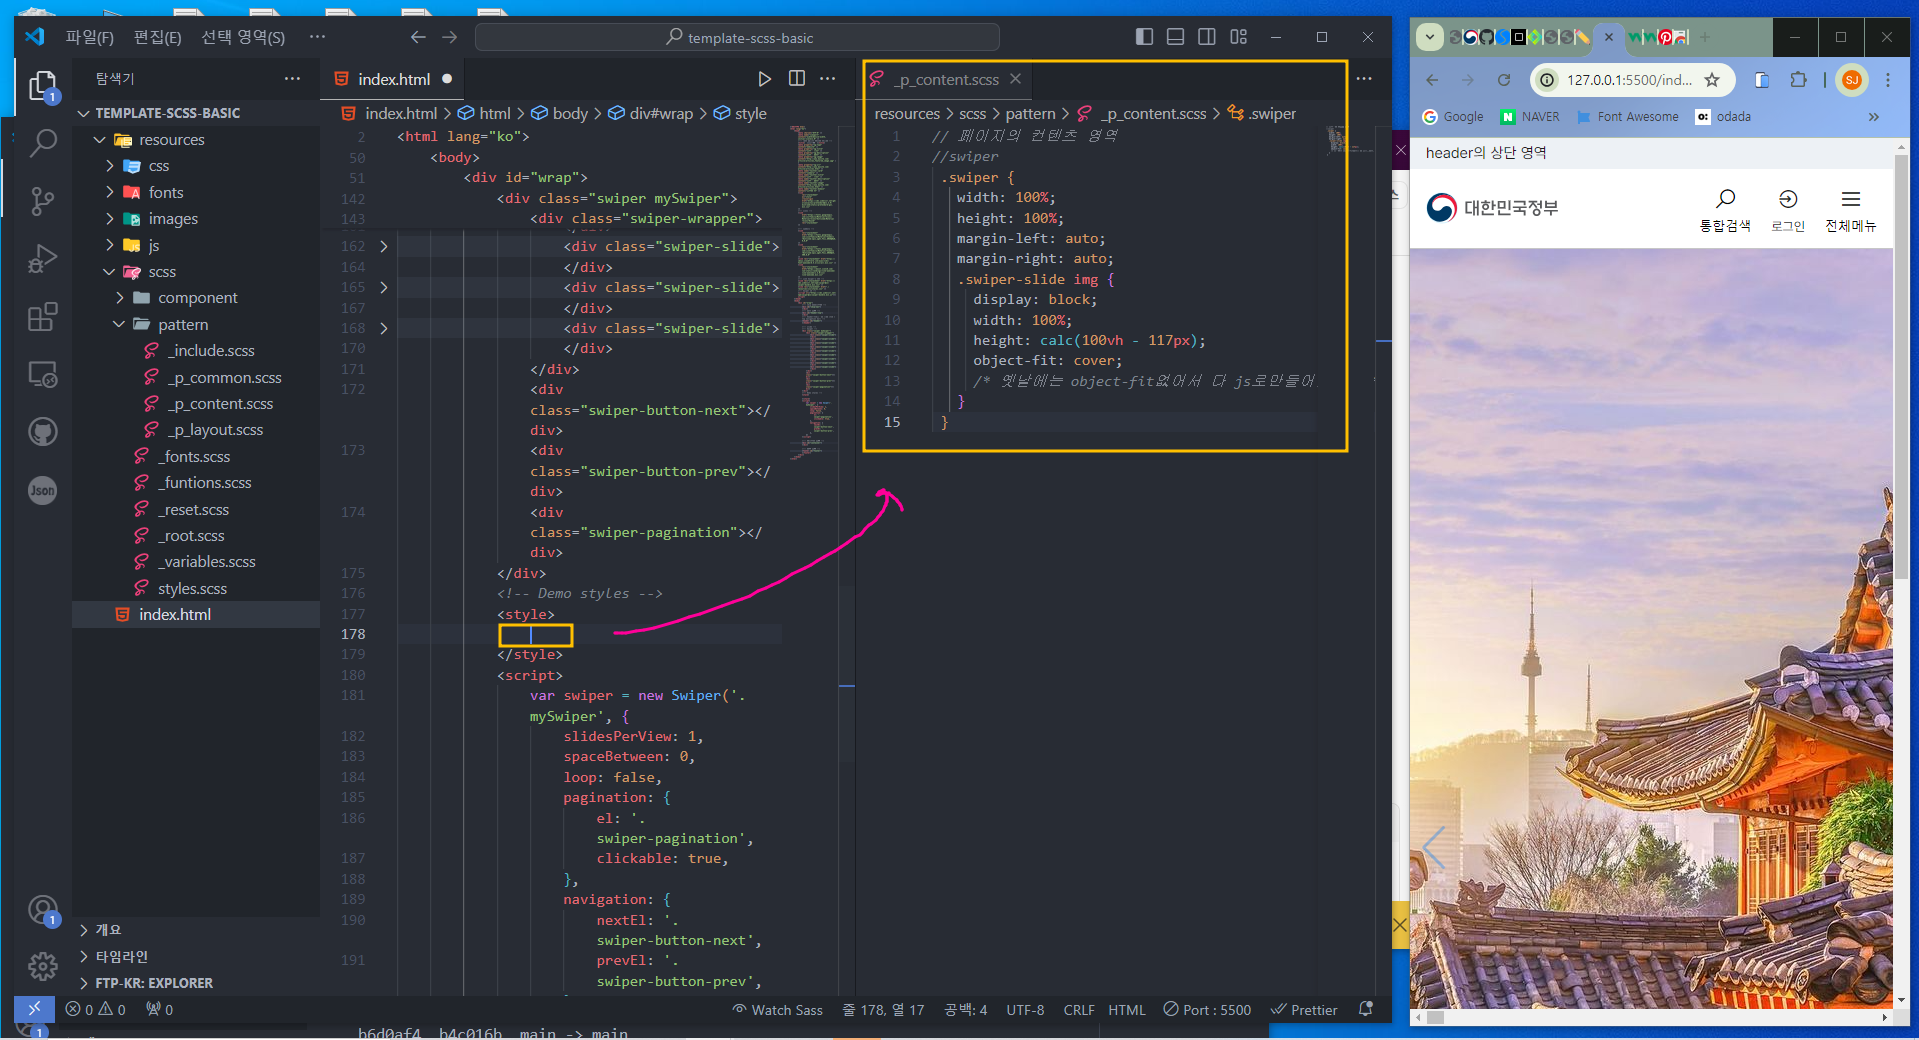 파일(F) 편집(E) 선택 영역(S) ···
template-scss-basic
탐색기
TEMPLATE-SCSS-BASIC
resources
css
fonts
images
js
scss
component
pattern
_include.scss
_p_common.scss
_p_content.scss
_p_layout.scss
_fonts.scss
_funtions.scss
_reset.scss
_root.scss
_variables.scss
styles.scss
index.html
개요
타임라인
FTP-KR: EXPLORER
Json
1
1
1
index.html
index.html > html > body > div#wrap > style
2 <html lang="ko">
50 <body>
51 <div id="wrap">
142 <div class="swiper mySwiper">
143 <div class="swiper-wrapper">
162 <div class="swiper-slide">
164 </div>
165 <div class="swiper-slide">
167 </div>
168 <div class="swiper-slide">
170 </div>
171 </div>
172 <div
class="swiper-button-next"></
div>
173 <div
class="swiper-button-prev"></
div>
174 <div
class="swiper-pagination"></
div>
175 </div>
176 <!-- Demo styles -->
177 <style>
178
179 </style>
180 <script>
181 var swiper = new Swiper('.
mySwiper', {
182 slidesPerView: 1,
183 spaceBetween: 0,
184 loop: false,
185 pagination: {
186 el: '.
swiper-pagination',
187 clickable: true,
188 },
189 navigation: {
190 nextEl: '.
swiper-button-next',
191 prevEl: '.
swiper-button-prev',
_p_content.scss
resources > scss > pattern > _p_content.scss > .swiper
1 // 페이지의 컨텐츠 영역
2 //swiper
3 .swiper {
4 width: 100%;
5 height: 100%;
6 margin-left: auto;
7 margin-right: auto;
8 .swiper-slide img {
9 display: block;
10 width: 100%;
11 height: calc(100vh - 117px);
12 object-fit: cover;
13 /* 옛날에는 object-fit없어서 다 js로만들어
14 }
15 }
0 0 0
Watch Sass 줄 178, 열 17 공백: 4 UTF-8 CRLF HTML Port : 5500 Prettier
b6d0af4 b4c016b main -> main
127.0.0.1:5500/ind...
SJ
Google NAVER Font Awesome odada
header의 상단 영역
대한민국정부
통합검색 로그인 전체메뉴